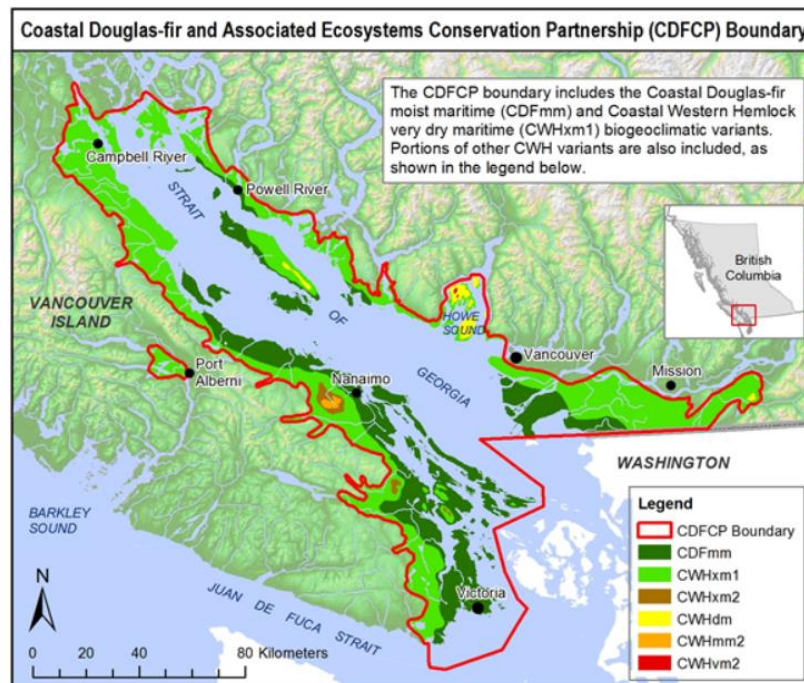 Coastal Douglas-fir and Associated Ecosystems Conservation Partnership (CDFCP) Boundary
The CDFCP boundary includes the Coastal Douglas-fir
moist maritime (CDFmm) and Coastal Western Hemlock
very dry maritime (CWHxm1) biogeoclimatic variants.
Portions of other CWH variants are also included, as
shown in the legend below.
Campbell River
Powell River
STRAIT
OF
GEORGIA
British
Columbia
VANCOUVER
ISLAND
HOWE
SOUND
Port
Alberni
Nanaimo
Vancouver
Mission
WASHINGTON
BARKLEY
SOUND
Victoria
JUAN DE FUCA STRAIT
N
0 20 40 80 Kilometers
Legend
CDFCP Boundary
CDFmm
CWHxm1
CWHxm2
CWHdm
CWHmm2
CWHvm2